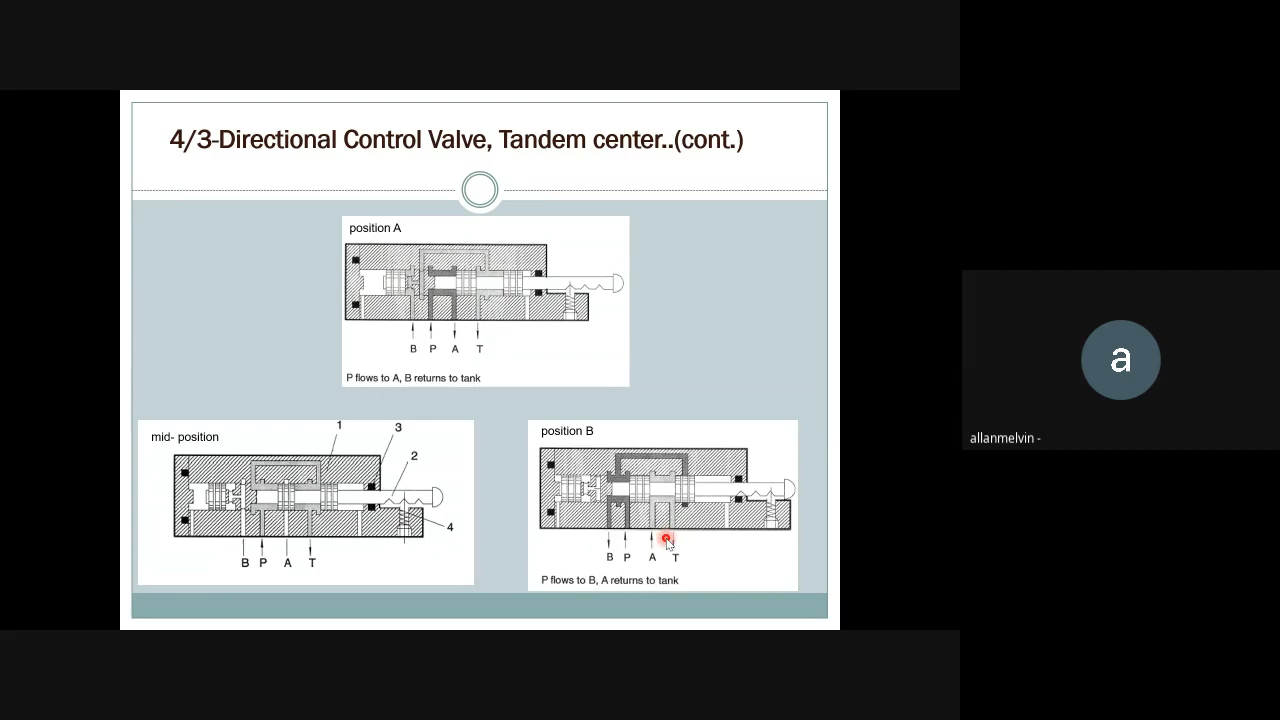 4/3-Directional Control Valve, Tandem center..(cont.)
position A
B P A T
P flows to A, B returns to tank
mid- position
1
3
2
4
B P A T
position B
B P A T
P flows to B, A returns to tank
a
allanmelvin -